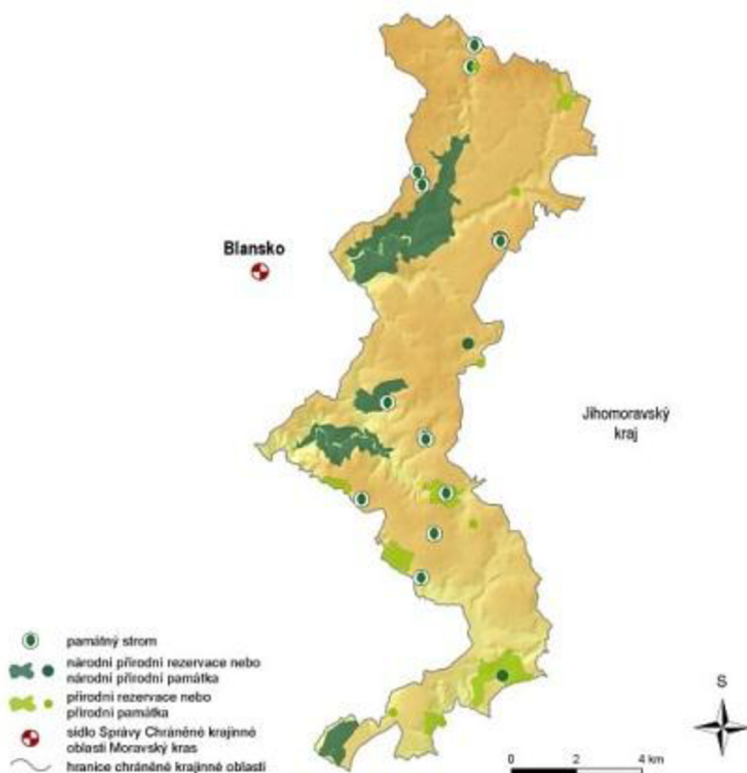 Blansko
Jihomoravský
kraj
památný strom
národní přírodní rezervace nebo
národní přírodní památka
přírodní rezervace nebo
přírodní památka
sídlo Správy Chráněné krajinné
oblasti Moravský kras
hranice chráněné krajinné oblasti
S
0 2 4 km